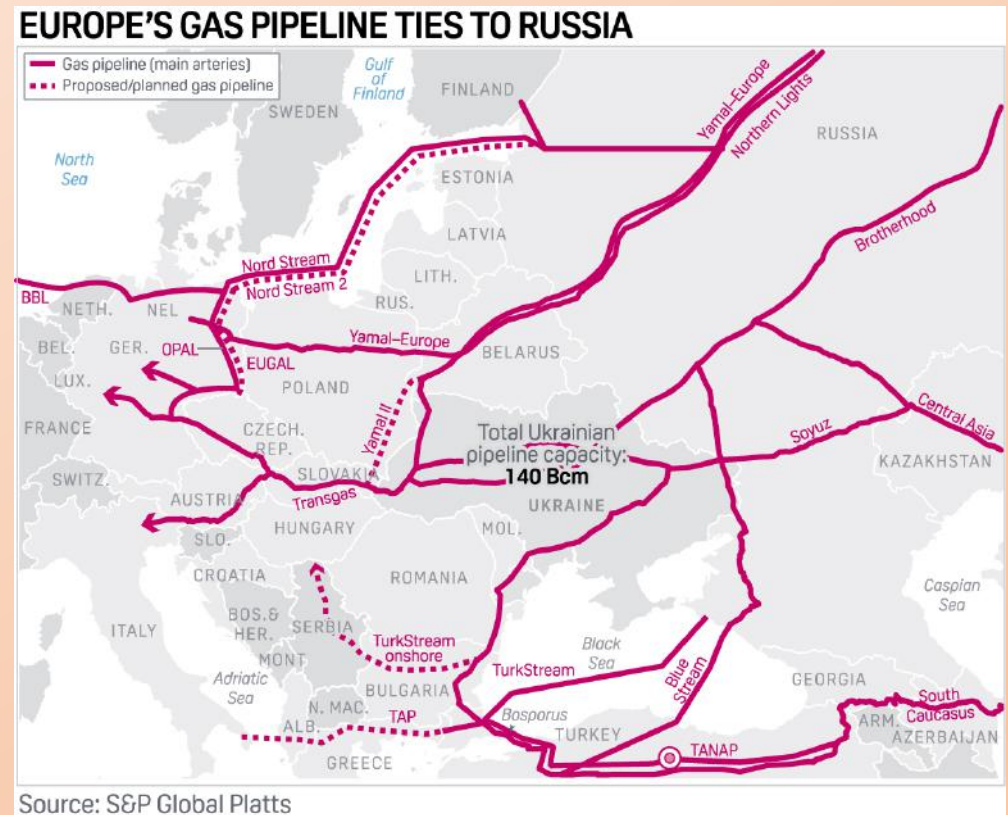 EUROPE'S GAS PIPELINE TIES TO RUSSIA
Gas pipeline (main arteries)
Proposed/planned gas pipeline
Gulf
of
Finland
FINLAND
SWEDEN
Yamal–Europe
Northern Lights
RUSSIA
North
Sea
ESTONIA
LATVIA
Brotherhood
Nord Stream
Nord Stream 2
LITH.
RUS.
BBL
NETH.
NEL
Yamal–Europe
BEL.
GER.
OPAL
EUGAL
BELARUS
LUX.
POLAND
Yamal II
FRANCE
CZECH.
REP.
Total Ukrainian
pipeline capacity:
140 Bcm
Soyuz
Central Asia
KAZAKHSTAN
SLOVAKIA
SWITZ.
AUSTRIA
Transgas
UKRAINE
HUNGARY
MOL.
SLO.
CROATIA
ROMANIA
Caspian
Sea
ITALY
BOS.&
HER.
SERBIA
TurkStream
onshore
Black
Sea
MONT
Adriatic
Sea
TurkStream
Blue
Stream
GEORGIA
BULGARIA
N. MAC.
South
Caucasus
ALB.
TAP
Bosporus
TURKEY
ARM.
AZERBAIJAN
TANAP
GREECE
Source: S&P Global Platts